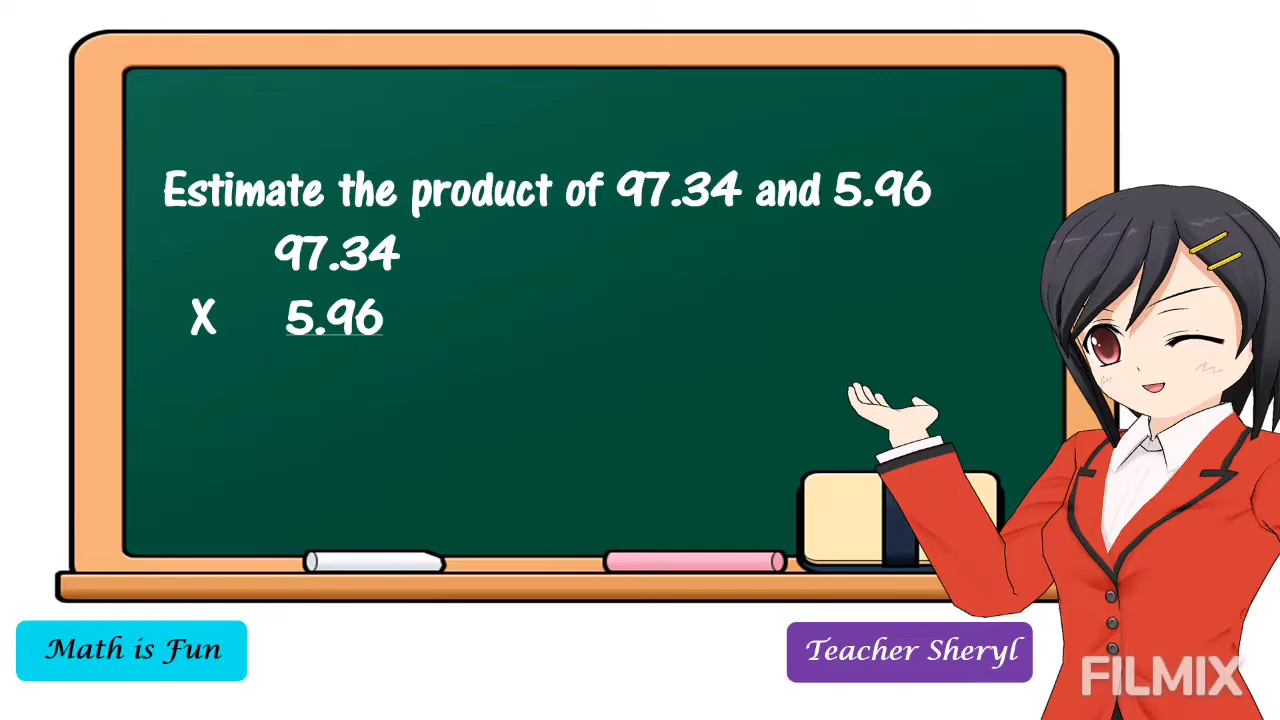 Estimate the product of 97.34 and 5.96
97.34
X 5.96
Math is Fun
Teacher Sheryl
FILMIX